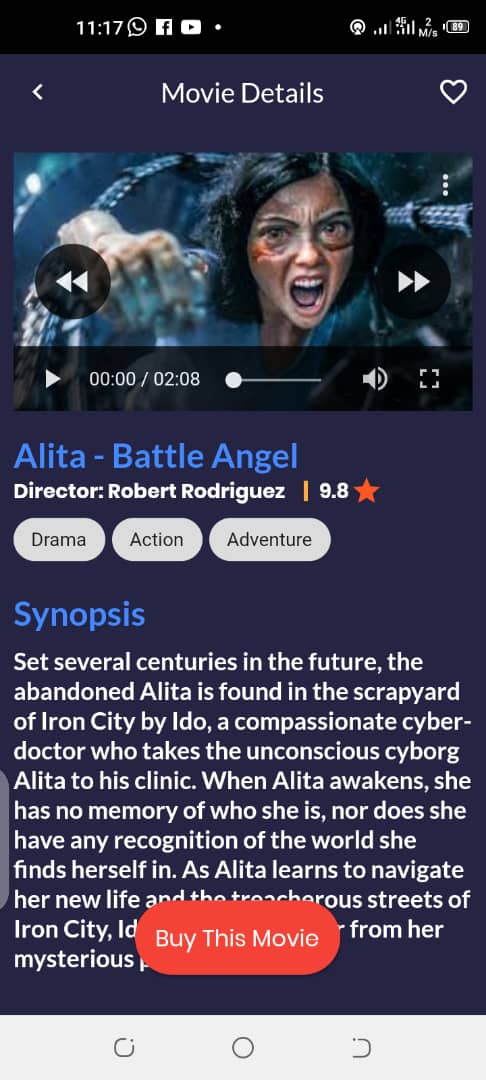 11:17
4G
2
M/s
89
Movie Details
00:00 / 02:08
Alita - Battle Angel
Director: Robert Rodriguez | 9.8
Drama Action Adventure
Synopsis
Set several centuries in the future, the
abandoned Alita is found in the scrapyard
of Iron City by Ido, a compassionate cyber-
doctor who takes the unconscious cyborg
Alita to his clinic. When Alita awakens, she
has no memory of who she is, nor does she
have any recognition of the world she
finds herself in. As Alita learns to navigate
her new life and the treacherous streets of
Iron City, from her
Buy This Movie
mysterious